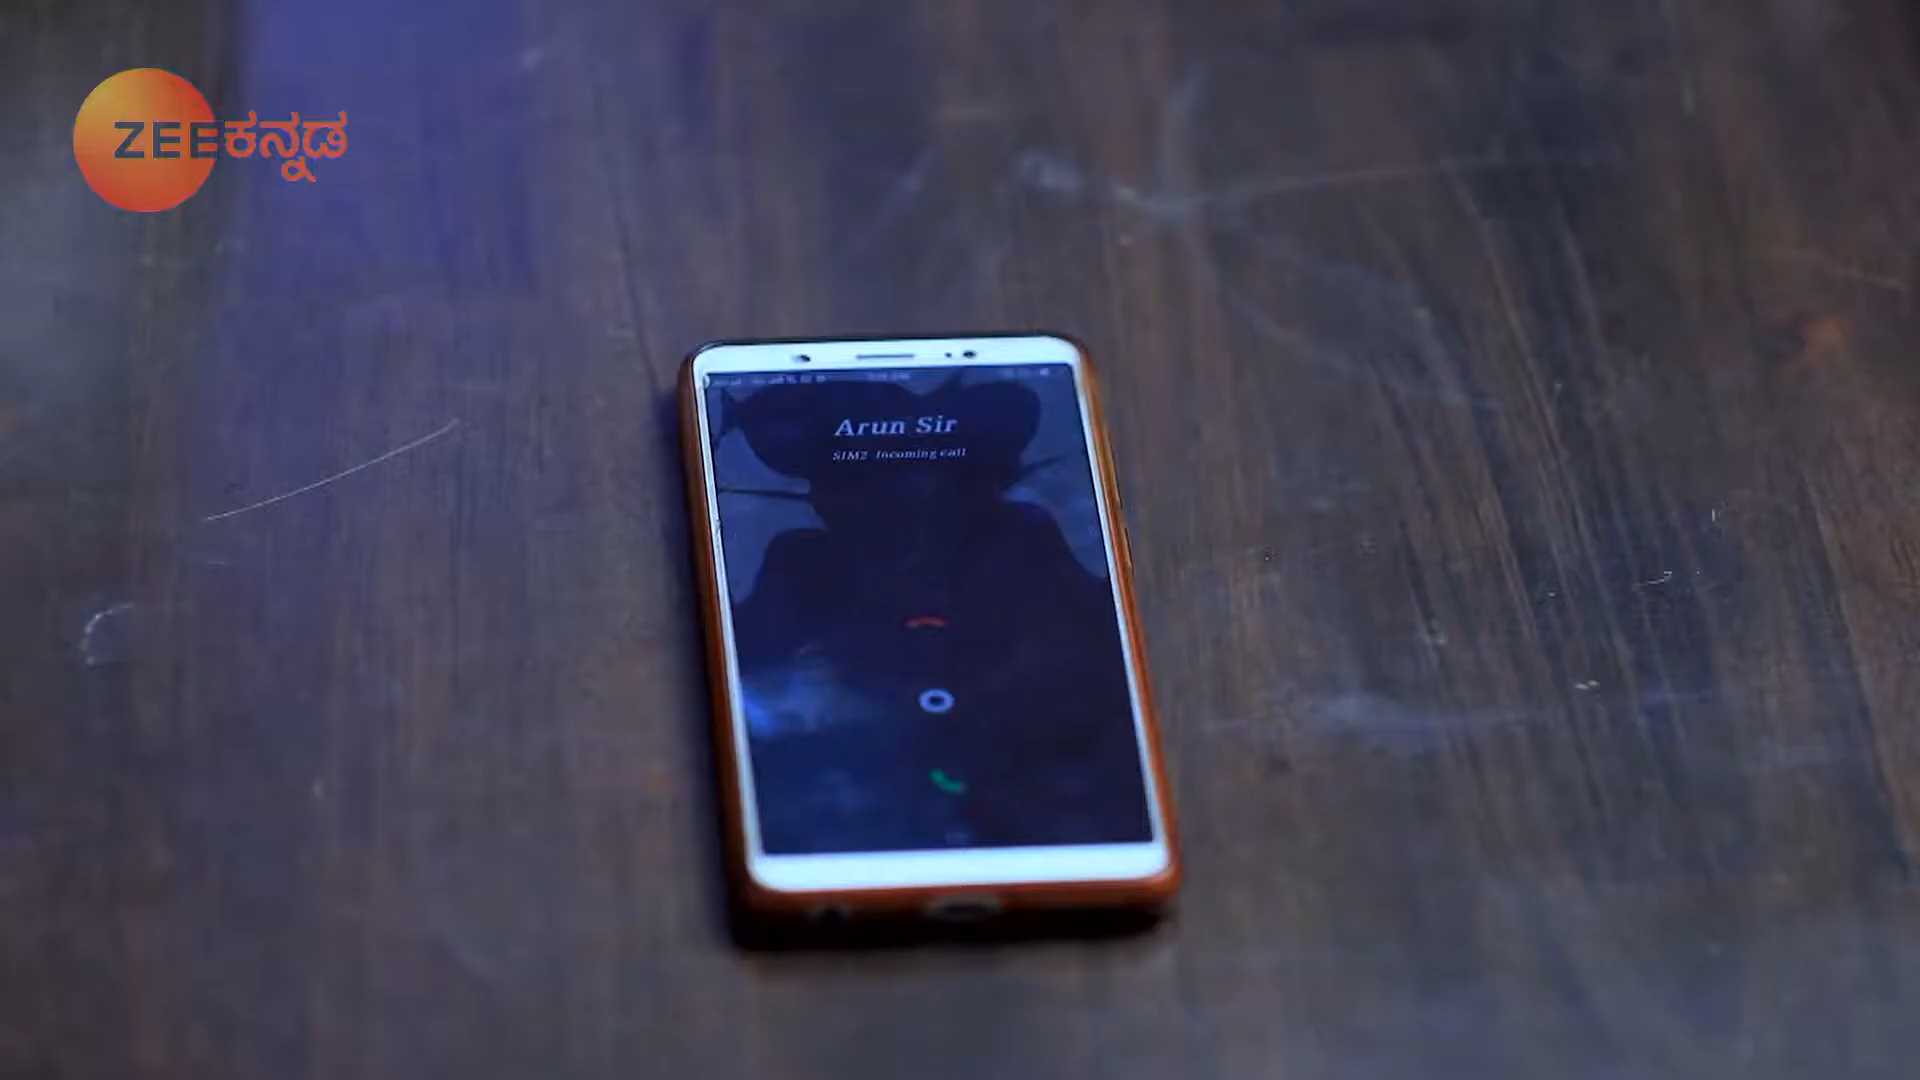 ZEEಕನ್ನಡ
Arun Sir
SIM2 Incoming call